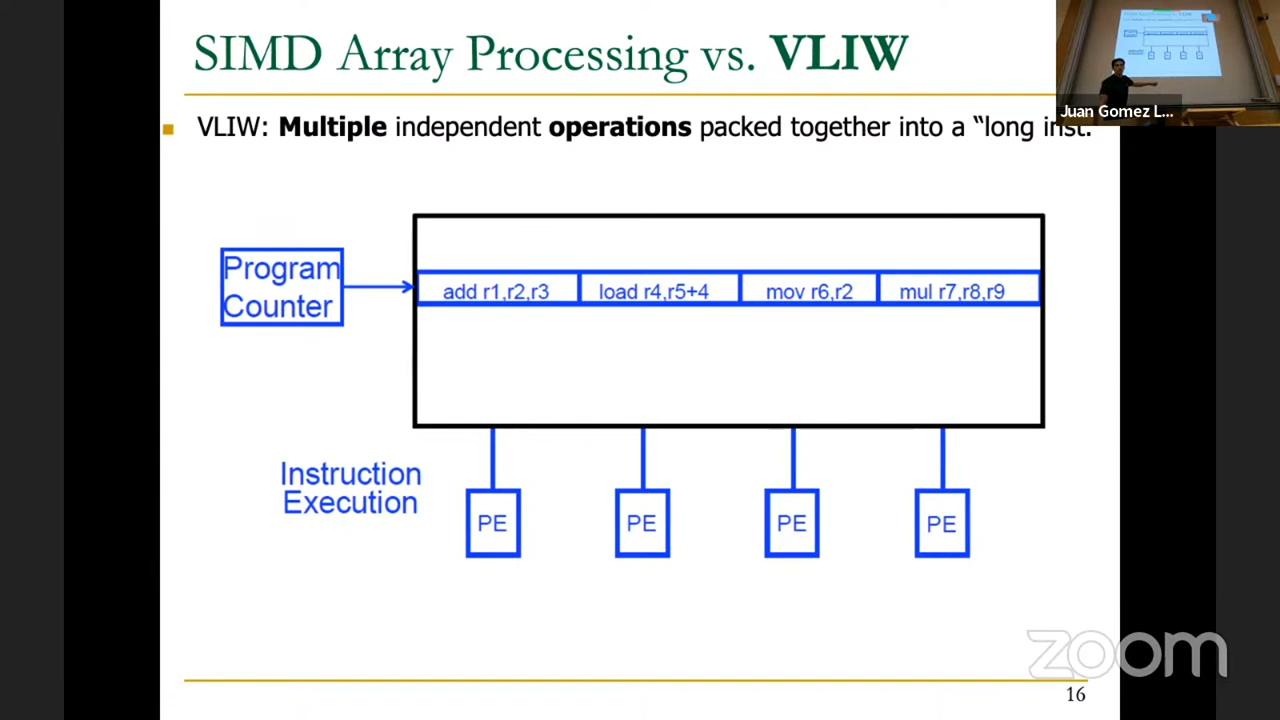 SIMD Array Processing vs. VLIW
Juan Gomez L...
VLIW: Multiple independent operations packed together into a “long inst.
Program
Counter
add r1,r2,r3 load r4,r5+4 mov r6,r2 mul r7,r8,r9
Instruction
Execution
PE PE PE PE
zoom
16